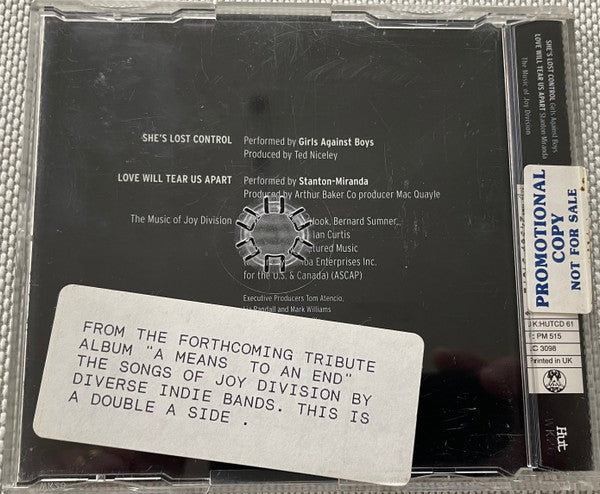 SHE'S LOST CONTROL Performed by Girls Against Boys
Produced by Ted Niceley
LOVE WILL TEAR US APART Performed by Stanton-Miranda
Produced by Arthur Baker Co producer Mac Quayle
The Music of Joy Division
Hook, Bernard Sumner,
Ian Curtis
Music
Enterprises Inc.
for the U.S. & Canada) (ASCAP)
Executive Producers Tom Atencio,
Randall and Mark Williams
FROM THE FORTHCOMING TRIBUTE
ALBUM "A MEANS TO AN END"
THE SONGS OF JOY DIVISION BY
DIVERSE INDIE BANDS. THIS IS
A DOUBLE A SIDE .
SHE'S LOST CONTROL Girls Against Boys
LOVE WILL TEAR US APART Stanton Miranda
The Music of Joy Division
PROMOTIONAL
COPY
NOT FOR SALE
UK:HUTCD 61
: PM 515
LC 3098
Printed in UK
Hut